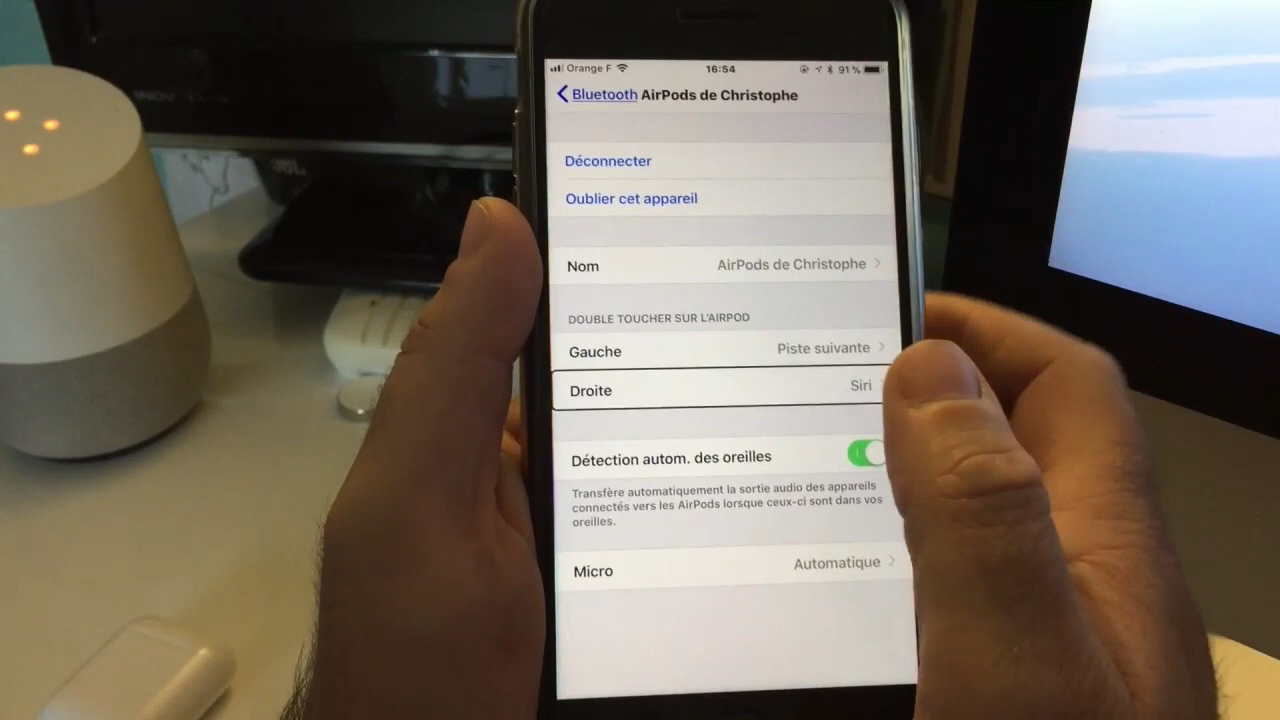 Orange F 16:54 91 %
Bluetooth AirPods de Christophe
Déconnecter
Oublier cet appareil
Nom AirPods de Christophe
DOUBLE TOUCHER SUR L'AIRPOD
Gauche Piste suivante
Droite Siri
Détection autom. des oreilles
Transfère automatiquement la sortie audio des appareils
connectés vers les AirPods lorsque ceux-ci sont dans vos
oreilles.
Micro Automatique
JBL